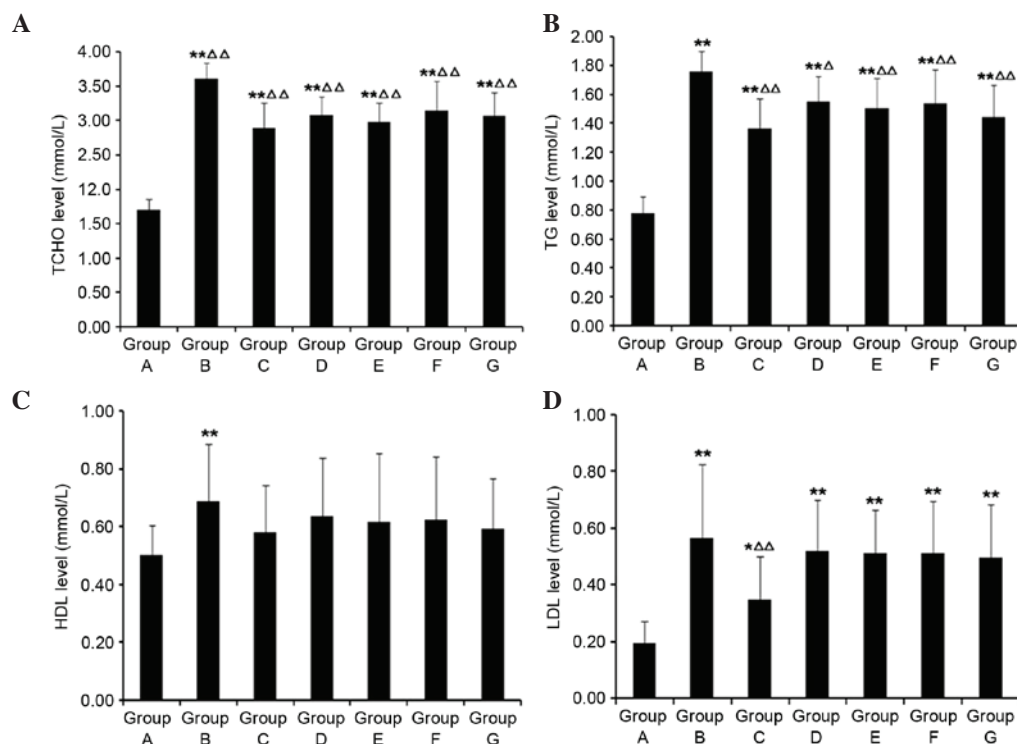 A
TCHO level (mmol/L)
4.00
3.50
3.00
2.50
12.0
1.50
1.00
0.50
0.00
**
**ΔΔ
**ΔΔ
**ΔΔ
**ΔΔ
**ΔΔ
Group Group Group Group Group Group Group
A B C D E F G
B
TG level (mmol/L)
2.00
1.80
1.60
1.40
1.20
1.00
0.80
0.60
0.40
0.20
0.00
**
**ΔΔ
**Δ
**ΔΔ
**ΔΔ
**ΔΔ
Group Group Group Group Group Group Group
A B C D E F G
C
HDL level (mmol/L)
1.00
0.80
0.60
0.40
0.20
0.00
**
Group Group Group Group Group Group Group
A B C D E F G
D
LDL level (mmol/L)
1.00
0.80
0.60
0.40
0.20
0.00
**
*ΔΔ
**
**
**
**
Group Group Group Group Group Group Group
A B C D E F G